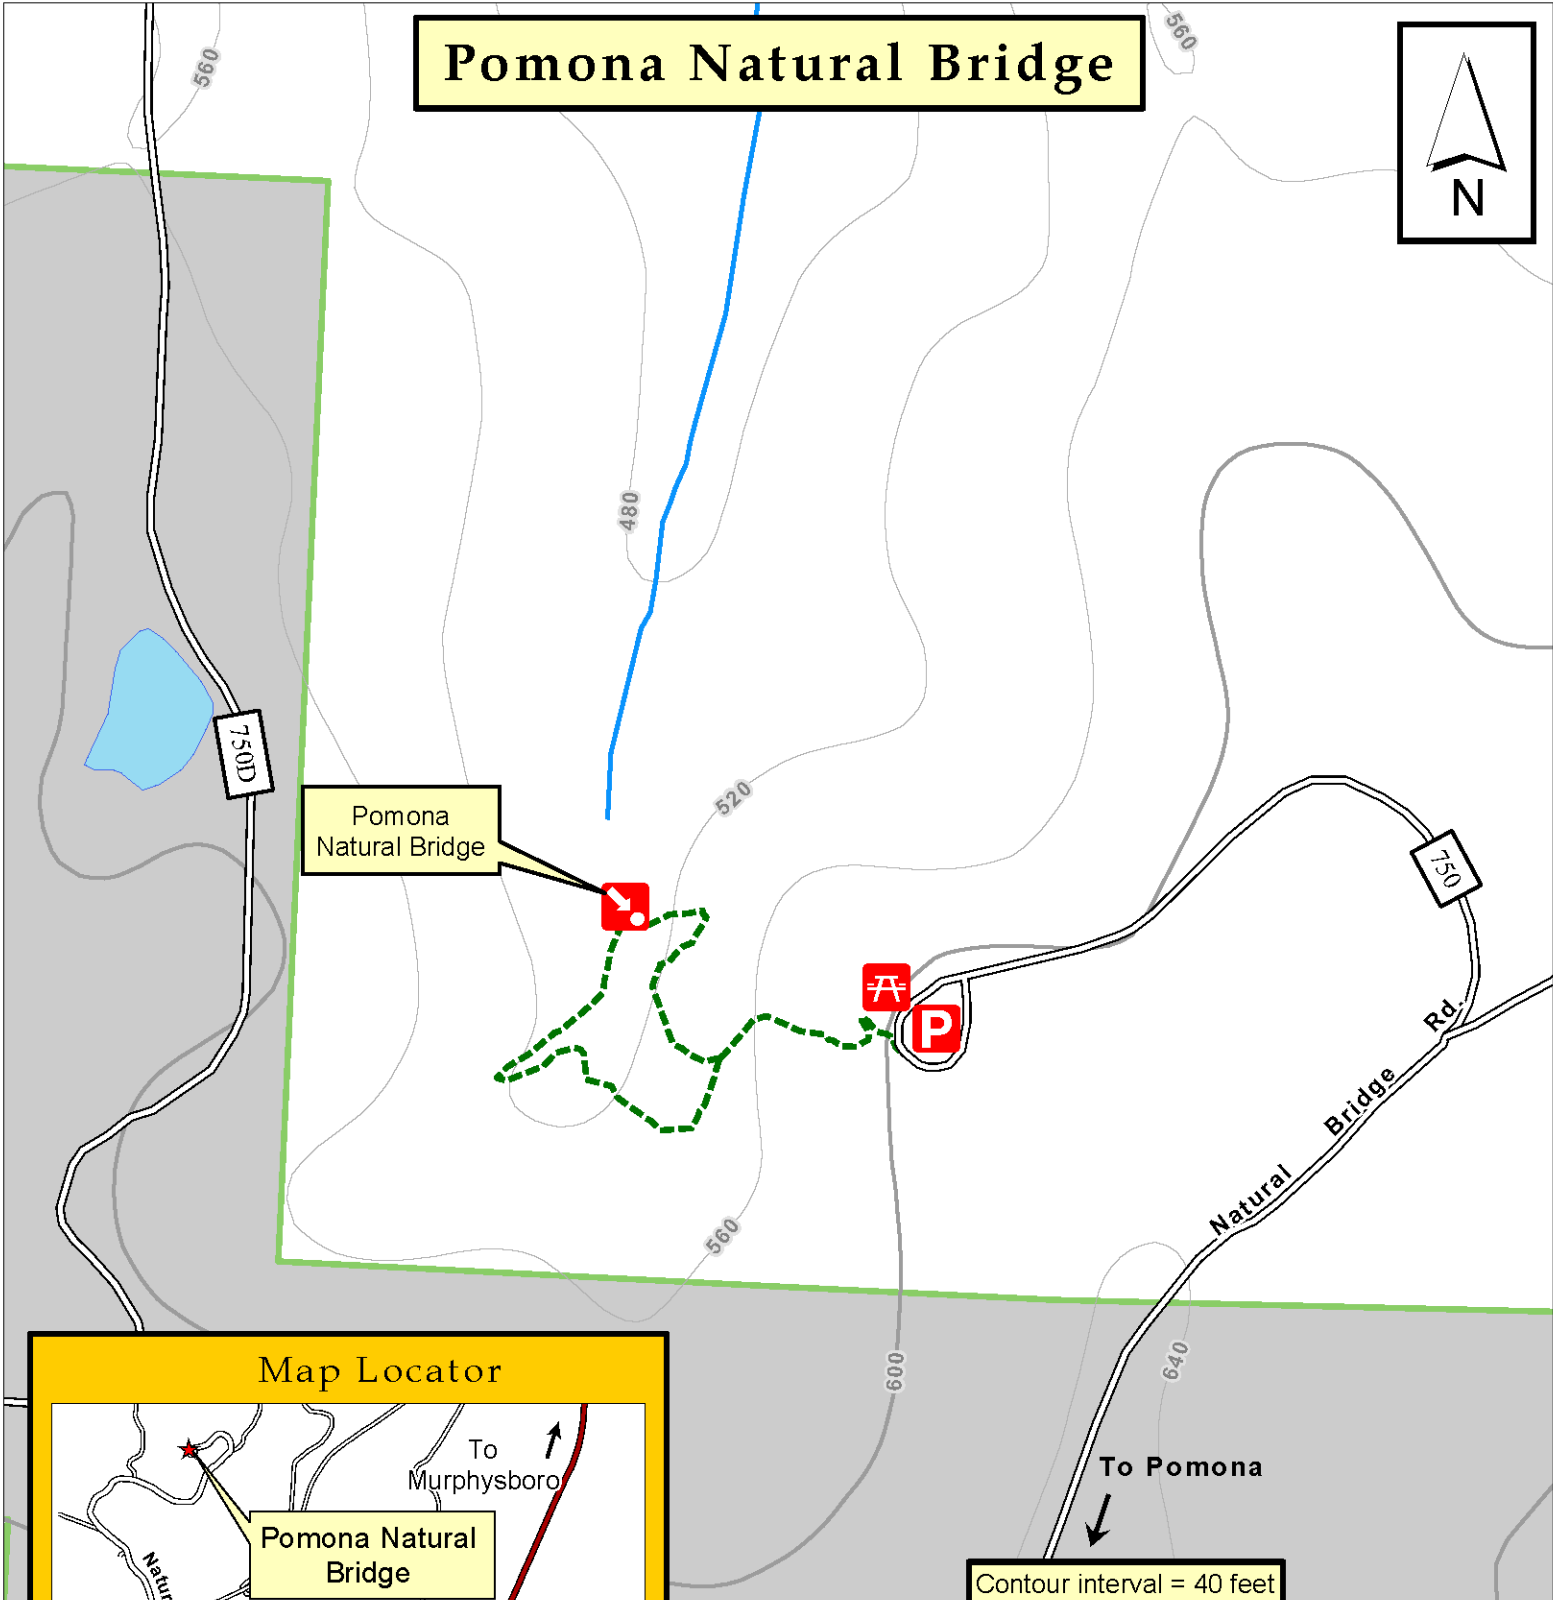 560
Pomona Natural Bridge
560
N
480
750D
520
Pomona
Natural Bridge
750
P
Natural Bridge Rd.
560
600
640
Map Locator
To
Murphysboro
To Pomona
Pomona Natural
Bridge
Natur
Contour interval = 40 feet